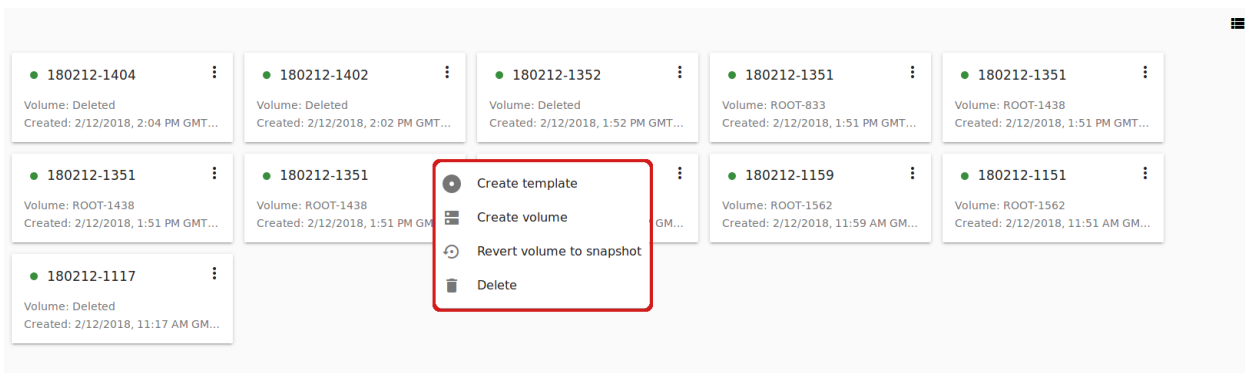 180212-1404
Volume: Deleted
Created: 2/12/2018, 2:04 PM GMT...
180212-1402
Volume: Deleted
Created: 2/12/2018, 2:02 PM GMT...
180212-1352
Volume: Deleted
Created: 2/12/2018, 1:52 PM GMT...
180212-1351
Volume: ROOT-833
Created: 2/12/2018, 1:51 PM GMT...
180212-1351
Volume: ROOT-1438
Created: 2/12/2018, 1:51 PM GMT...
180212-1351
Volume: ROOT-1438
Created: 2/12/2018, 1:51 PM GMT...
180212-1351
Volume: ROOT-1438
Created: 2/12/2018, 1:51 PM GM
Create template
Create volume
Revert volume to snapshot
Delete
GM...
180212-1159
Volume: ROOT-1562
Created: 2/12/2018, 11:59 AM GM...
180212-1151
Volume: ROOT-1562
Created: 2/12/2018, 11:51 AM GM...
180212-1117
Volume: Deleted
Created: 2/12/2018, 11:17 AM GM...